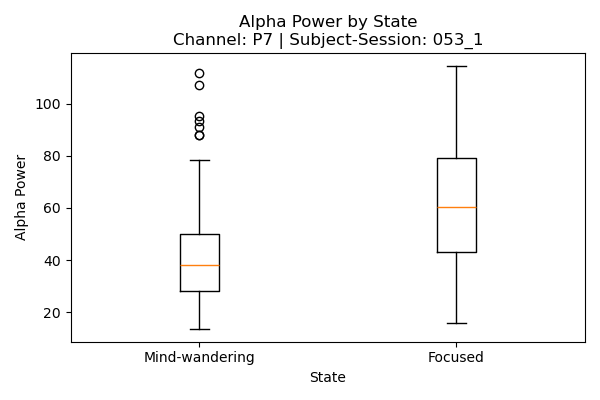 Alpha Power by State
Channel: P7 | Subject-Session: 053_1
100
80
60
40
20
Alpha Power
Mind-wandering
Focused
State